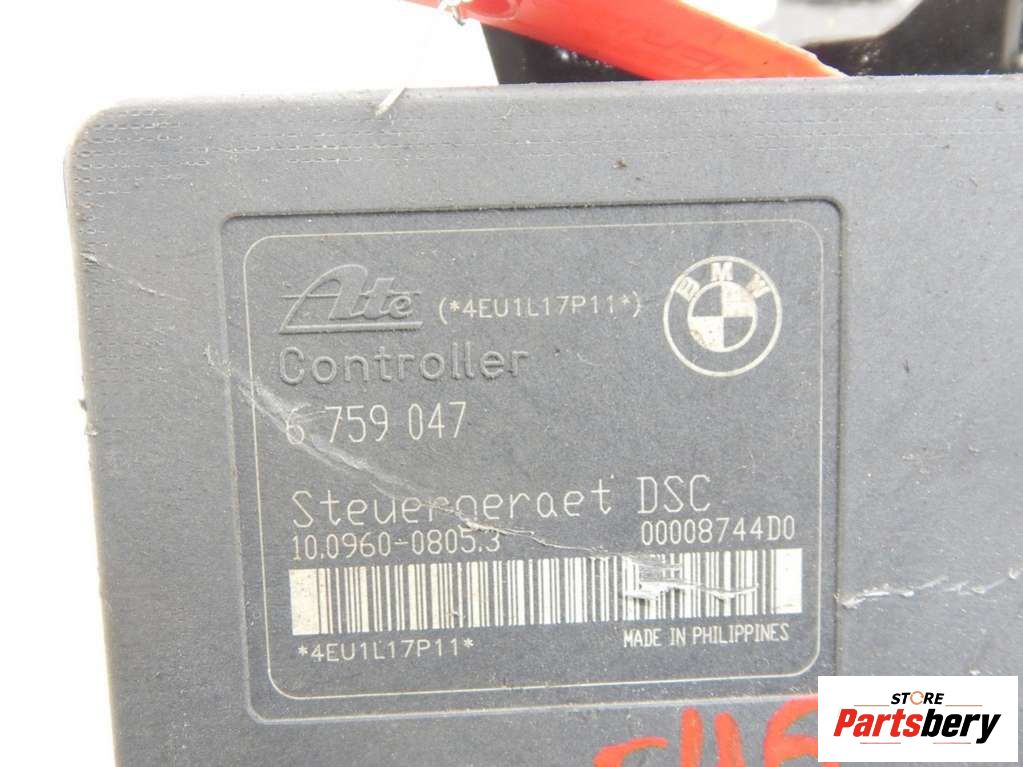 Ate (*4EU1L17P11*)
BMW
Controller
6 759 047
Steuergeraet DSC
10.0960-0805.3 00008744D0
*4EU1L17P11*
MADE IN PHILIPPINES
STORE
Partsbery